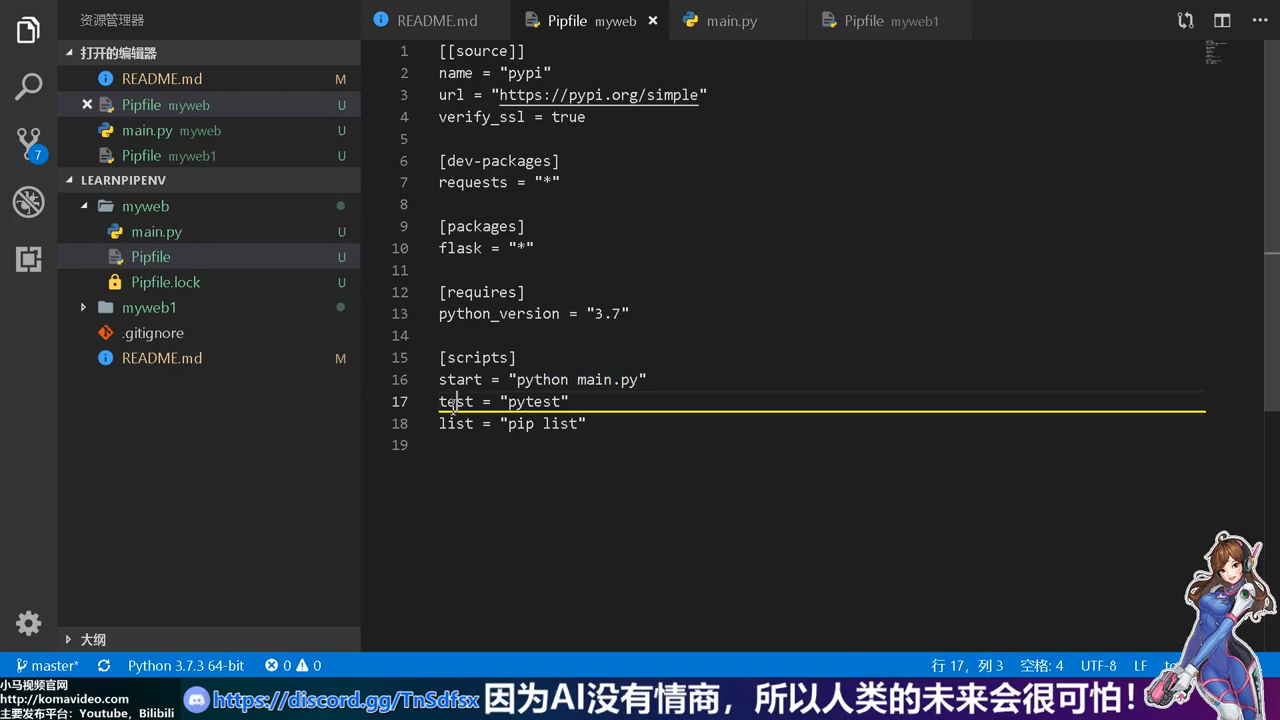 资源管理器
打开的编辑器
README.md M
Pipfile myweb U
main.py myweb U
Pipfile myweb1 U
7
LEARNPIPENV
myweb
main.py U
Pipfile U
Pipfile.lock U
myweb1
.gitignore
README.md M
大纲
README.md
Pipfile myweb
main.py
Pipfile myweb1
1 [[source]]
2 name = "pypi"
3 url = "https://pypi.org/simple"
4 verify_ssl = true
5
6 [dev-packages]
7 requests = "*"
8
9 [packages]
10 flask = "*"
11
12 [requires]
13 python_version = "3.7"
14
15 [scripts]
16 start = "python main.py"
17 test = "pytest"
18 list = "pip list"
19
master* Python 3.7.3 64-bit 0 0 行 17，列 3 空格: 4 UTF-8 LF
小马视频官网
http://komavideo.com
主要发布平台: Youtube, Bilibili
https://discord.gg/TnSdfsx
因为AI没有情商，所以人类的未来会很可怕！